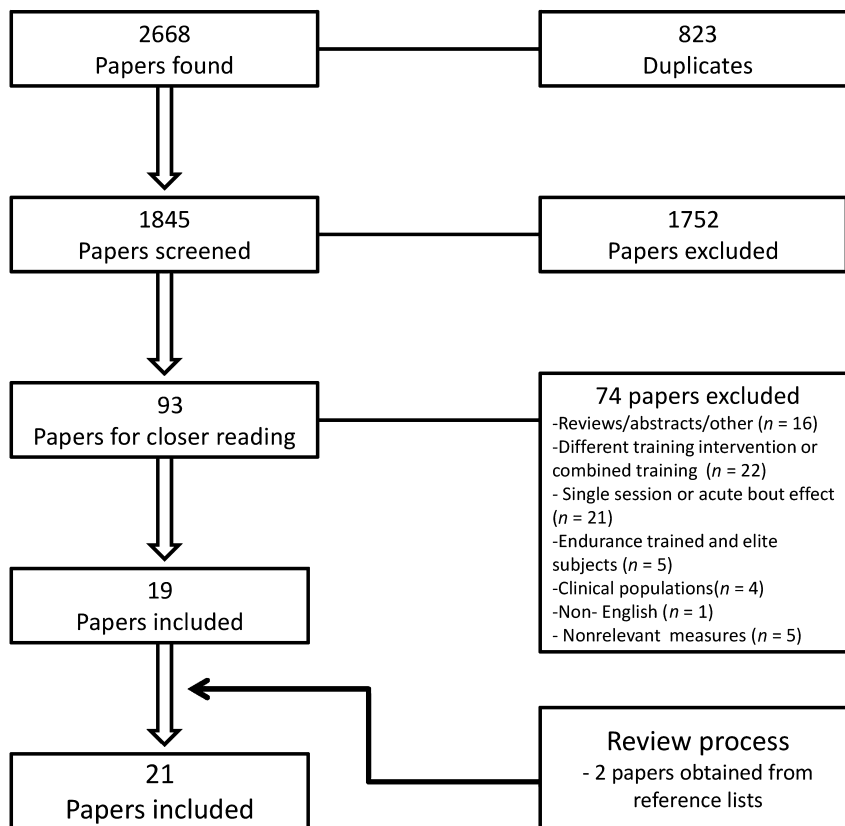 2668
Papers found
823
Duplicates
1845
Papers screened
1752
Papers excluded
93
Papers for closer reading
74 papers excluded
-Reviews/abstracts/other (n = 16)
-Different training intervention or
combined training  (n = 22)
- Single session or acute bout effect
(n = 21)
-Endurance trained and elite
subjects (n = 5)
-Clinical populations(n = 4)
-Non- English (n = 1)
- Nonrelevant measures (n = 5)
19
Papers included
Review process
- 2 papers obtained from
reference lists
21
Papers included